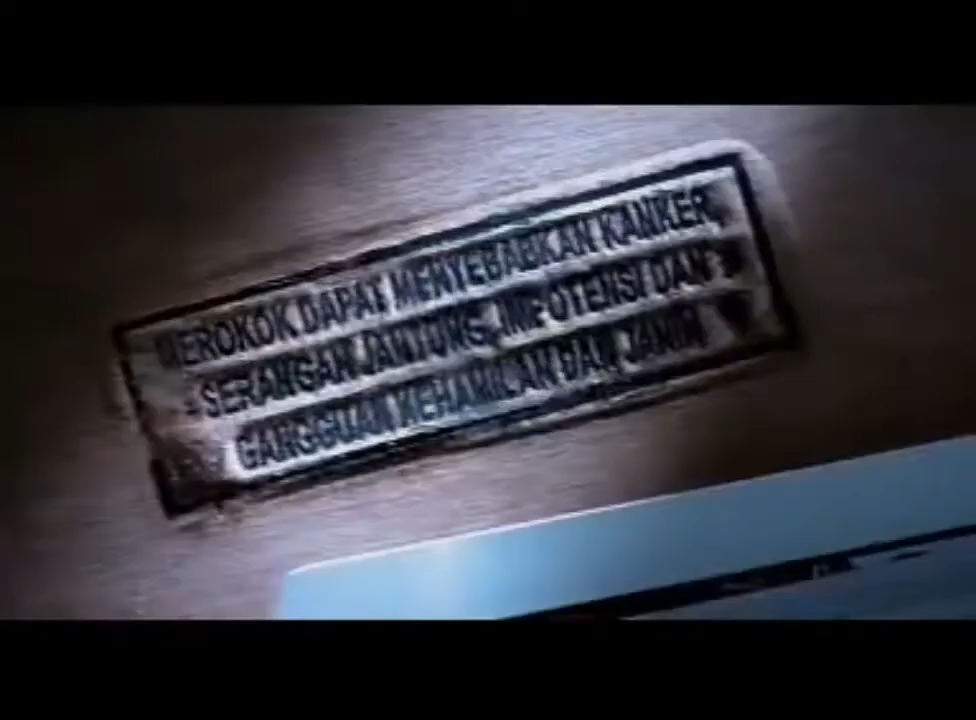 MEROKOK DAPAT MENYEBABKAN KANKER,
SERANGAN JANTUNG, IMPOTENSI DAN
GANGGUAN KEHAMILAN DAN JANIN